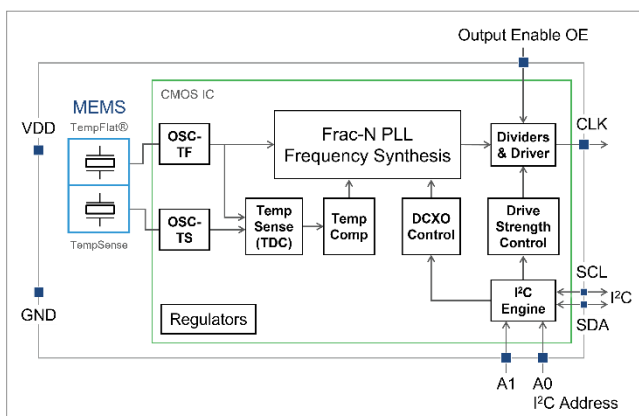 Output Enable OE
MEMS
TempFlat®
CMOS IC
VDD
OSC-
TF
Frac-N PLL
Frequency Synthesis
Dividers
& Driver
CLK
TempSense
OSC-
TS
Temp
Sense
(TDC)
Temp
Comp
DCXO
Control
Drive
Strength
Control
GND
Regulators
I²C
Engine
SCL
I²C
SDA
A1
A0
I²C Address